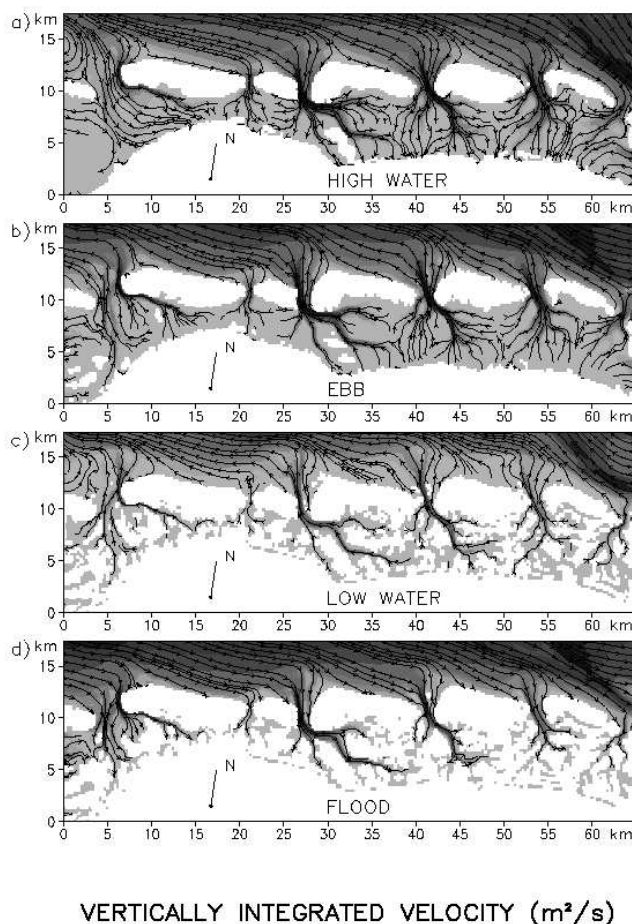 a) km
15
10
5
0
N
HIGH WATER
0 5 10 15 20 25 30 35 40 45 50 55 60 km
b) km
15
10
5
0
N
EBB
0 5 10 15 20 25 30 35 40 45 50 55 60 km
c) km
15
10
5
0
N
LOW WATER
0 5 10 15 20 25 30 35 40 45 50 55 60 km
d) km
15
10
5
0
N
FLOOD
0 5 10 15 20 25 30 35 40 45 50 55 60 km
VERTICALLY INTEGRATED VELOCITY (m²/s)